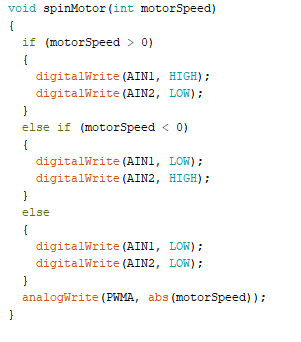 void spinMotor(int motorSpeed)
{
  if (motorSpeed > 0)
  {
    digitalWrite(AIN1, HIGH);
    digitalWrite(AIN2, LOW);
  }
  else if (motorSpeed < 0)
  {
    digitalWrite(AIN1, LOW);
    digitalWrite(AIN2, HIGH);
  }
  else
  {
    digitalWrite(AIN1, LOW);
    digitalWrite(AIN2, LOW);
  }
  analogWrite(PWMA, abs(motorSpeed));
}